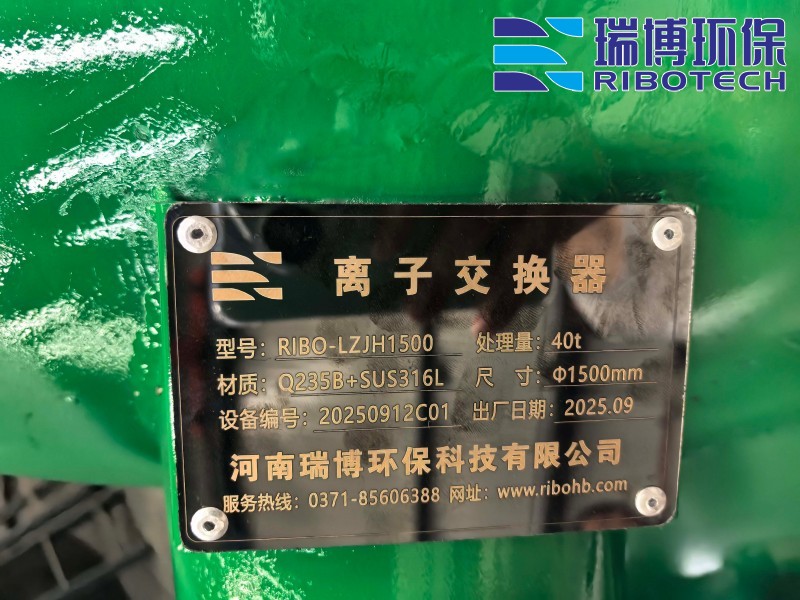 瑞博环保
RIBOTECH
离子交换器
型号: RIBO-LZJH1500 处理量: 40t
材质: Q235B+SUS316L 尺 寸: Φ1500mm
设备编号: 20250912C01 出厂日期: 2025.09
河南瑞博环保科技有限公司
服务热线: 0371-85606388 网址: www.ribohb.com